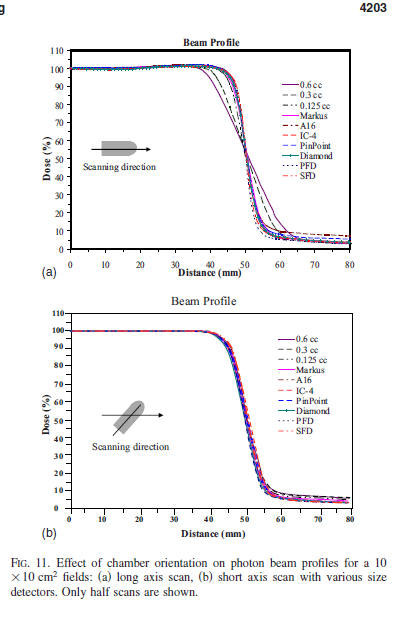 g
4203
Beam Profile
110
100
90
80
70
60
50
40
30
20
10
0
Dose (%)
0.6 cc
0.3 cc
0.125 cc
Markus
A16
IC-4
PinPoint
Diamond
PFD
SFD
Scanning direction
0 10 20 30 40 50 60 70 80
(a)
Distance (mm)
Beam Profile
110
100
90
80
70
60
50
40
30
20
10
0
Dose (%)
0.6 cc
0.3 cc
0.125 cc
Markus
A16
IC-4
PinPoint
Diamond
PFD
SFD
Scanning direction
0 10 20 30 40 50 60 70 80
(b)
Distance (mm)
FIG. 11. Effect of chamber orientation on photon beam profiles for a 10
×10 cm² fields: (a) long axis scan, (b) short axis scan with various size
detectors. Only half scans are shown.